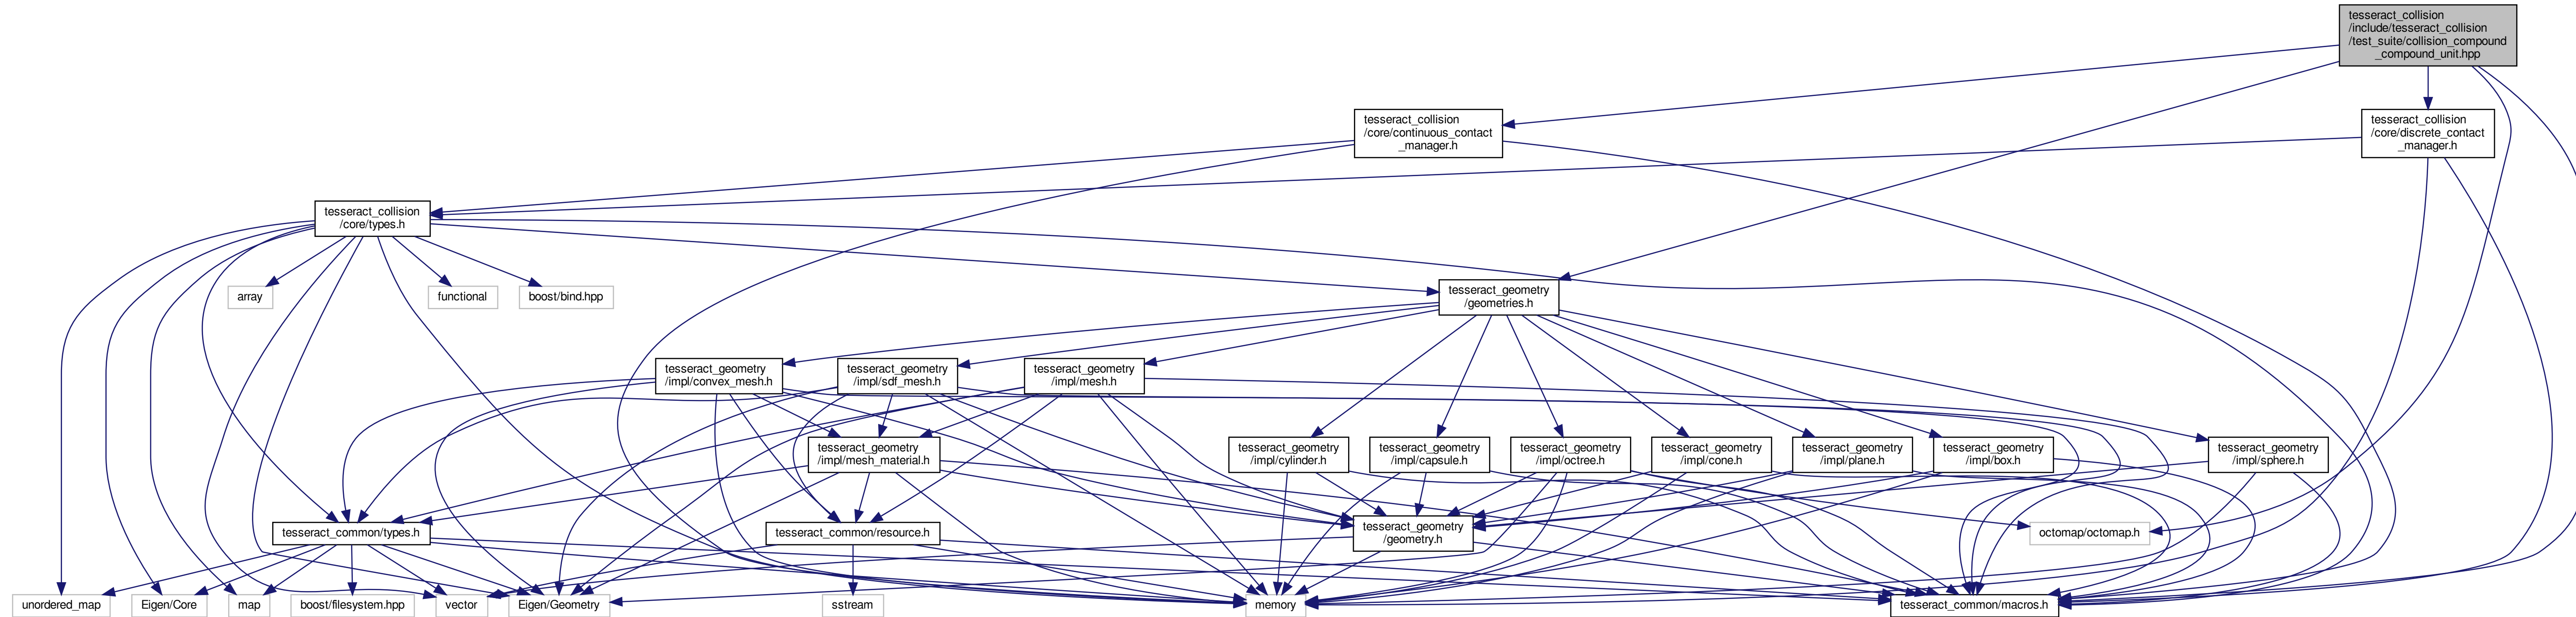 tesseract_collision
/include/tesseract_collision
/test_suite/collision_compound
_compound_unit.hpp
tesseract_collision
/core/continuous_contact
_manager.h
tesseract_collision
/core/discrete_contact
_manager.h
tesseract_collision
/core/types.h
array
functional
boost/bind.hpp
tesseract_geometry
/geometries.h
tesseract_geometry
/impl/convex_mesh.h
tesseract_geometry
/impl/sdf_mesh.h
tesseract_geometry
/impl/mesh.h
tesseract_geometry
/impl/mesh_material.h
tesseract_geometry
/impl/cylinder.h
tesseract_geometry
/impl/capsule.h
tesseract_geometry
/impl/octree.h
tesseract_geometry
/impl/cone.h
tesseract_geometry
/impl/plane.h
tesseract_geometry
/impl/box.h
tesseract_geometry
/impl/sphere.h
tesseract_common/types.h
tesseract_common/resource.h
tesseract_geometry
/geometry.h
octomap/octomap.h
unordered_map
Eigen/Core
map
boost/filesystem.hpp
vector
Eigen/Geometry
sstream
memory
tesseract_common/macros.h